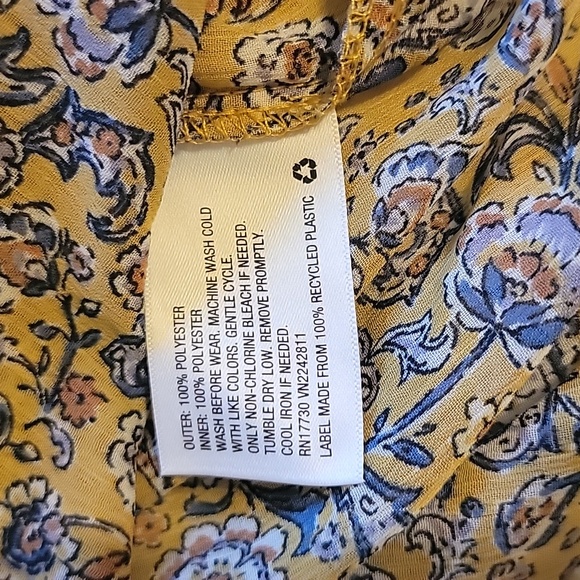 OUTER: 100% POLYESTER
INNER: 100% POLYESTER
WASH BEFORE WEAR. MACHINE WASH COLD
WITH LIKE COLORS. GENTLE CYCLE.
ONLY NON-CHLORINE BLEACH IF NEEDED.
TUMBLE DRY LOW. REMOVE PROMPTLY.
COOL IRON IF NEEDED.
RN17730 VN2242811
LABEL MADE FROM 100% RECYCLED PLASTIC